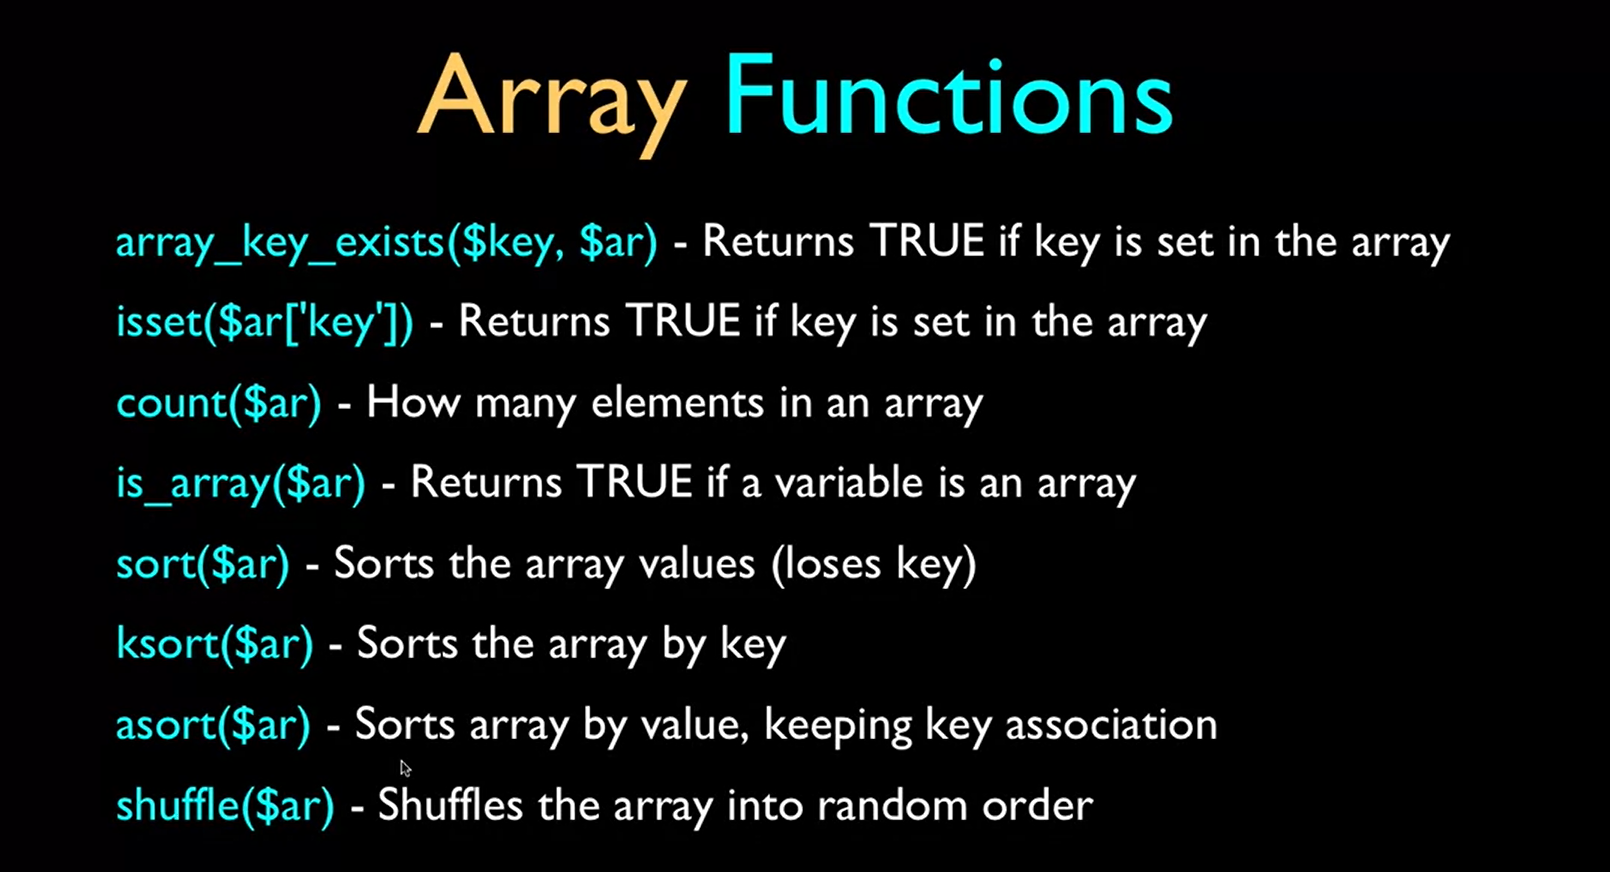 Array Functions
array_key_exists($key, $ar) - Returns TRUE if key is set in the array
isset($ar['key']) - Returns TRUE if key is set in the array
count($ar) - How many elements in an array
is_array($ar) - Returns TRUE if a variable is an array
sort($ar) - Sorts the array values (loses key)
ksort($ar) - Sorts the array by key
asort($ar) - Sorts array by value, keeping key association
shuffle($ar) - Shuffles the array into random order